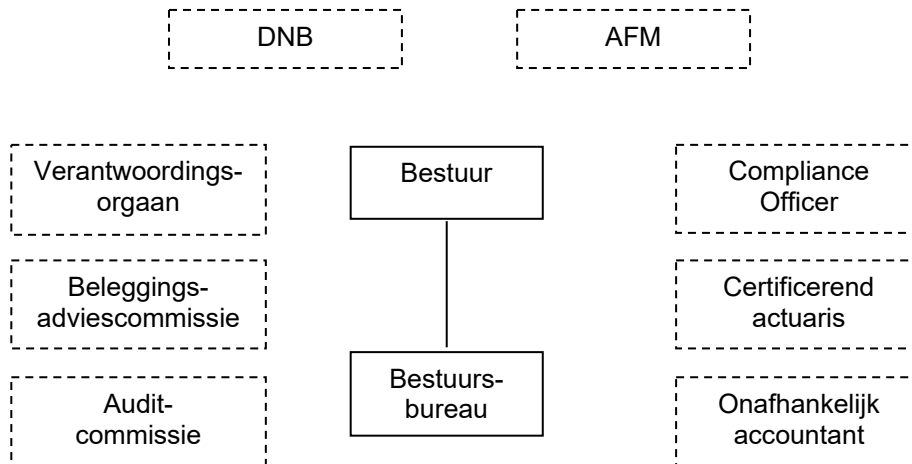 DNB
AFM
Verantwoordings-
orgaan
Bestuur
Compliance
Officer
Beleggings-
adviescommissie
Certificerend
actuaris
Bestuurs-
bureau
Audit-
commissie
Onafhankelijk
accountant